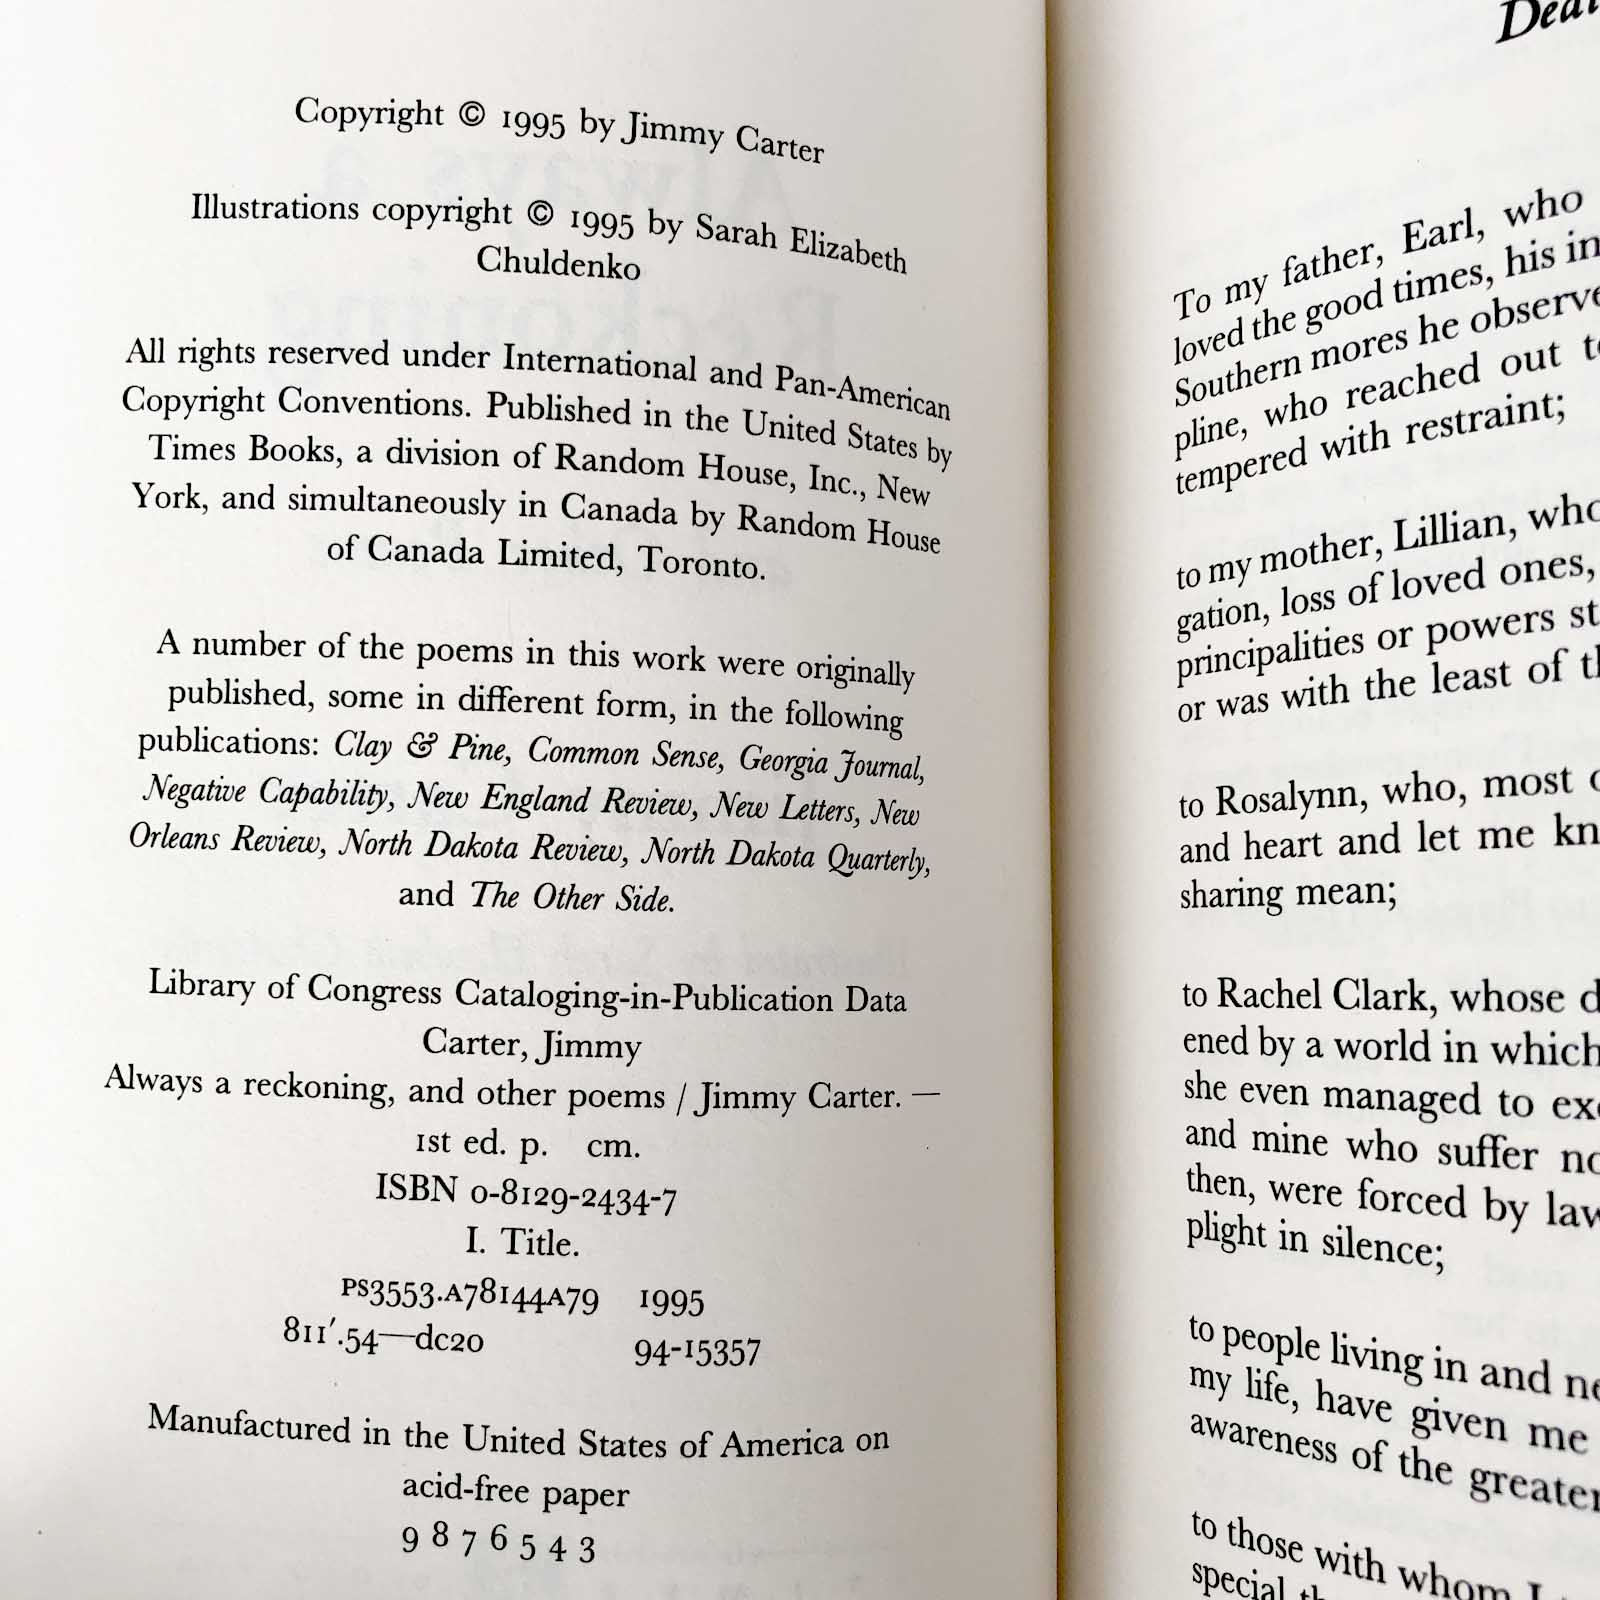 Copyright © 1995 by Jimmy Carter
Illustrations copyright © 1995 by Sarah Elizabeth
Chuldenko
All rights reserved under International and Pan-American
Copyright Conventions. Published in the United States by
Times Books, a division of Random House, Inc., New
York, and simultaneously in Canada by Random House
of Canada Limited, Toronto.
A number of the poems in this work were originally
published, some in different form, in the following
publications: Clay & Pine, Common Sense, Georgia Journal,
Negative Capability, New England Review, New Letters, New
Orleans Review, North Dakota Review, North Dakota Quarterly,
and The Other Side.
Library of Congress Cataloging-in-Publication Data
Carter, Jimmy
Always a reckoning, and other poems / Jimmy Carter. —
1st ed. p. cm.
ISBN 0-8129-2434-7
I. Title.
PS3553.A78144A79 1995
811'.54—dc20 94-15357
Manufactured in the United States of America on
acid-free paper
9 8 7 6 5 4 3
To my father, Earl, who
loved the good times, his in
Southern mores he observe
pline, who reached out
tempered with restraint;
to my mother, Lillian, who
gation, loss of loved ones,
principalities or powers st
or was with the least of
to Rosalynn, who, most
and heart and let me kn
sharing mean;
to Rachel Clark, whose d
ened by a world in which
she even managed to ex
and mine who suffer no
then, were forced by law
plight in silence;
to people living in and ne
my life, have given me
awareness of the greater
to those with whom I
special